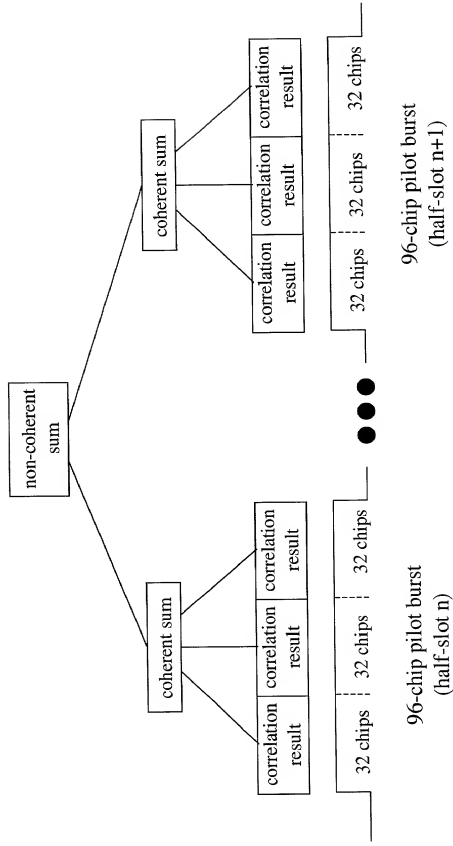 non-coherent
sum
coherent sum
coherent sum
correlation
result
correlation
result
correlation
result
correlation
result
correlation
result
correlation
result
32 chips
32 chips
32 chips
32 chips
32 chips
32 chips
96-chip pilot burst
(half-slot n)
96-chip pilot burst
(half-slot n+1)